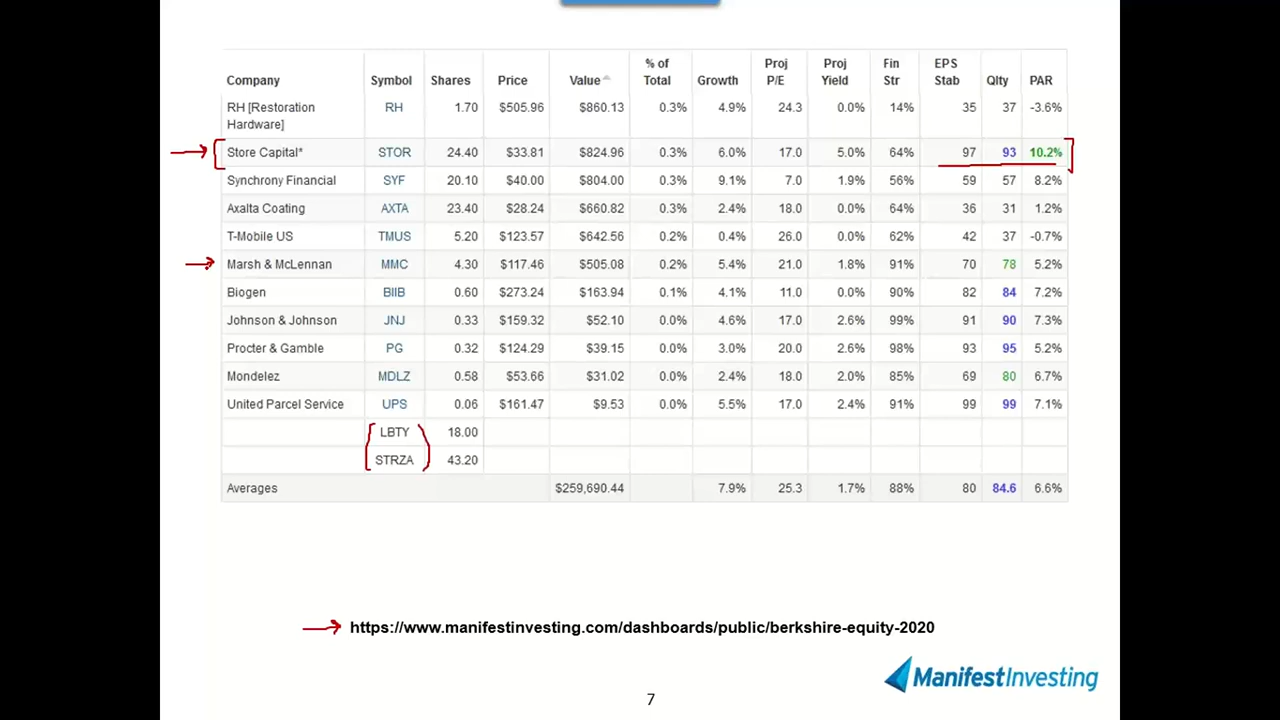 Company Symbol Shares Price Value % of Total Growth Proj P/E Proj Yield Fin Str EPS Stab Qlty PAR
RH [Restoration Hardware] RH 1.70 $505.96 $860.13 0.3% 4.9% 24.3 0.0% 14% 35 37 -3.6%
Store Capital* STOR 24.40 $33.81 $824.96 0.3% 6.0% 17.0 5.0% 64% 97 93 10.2%
Synchrony Financial SYF 20.10 $40.00 $804.00 0.3% 9.1% 7.0 1.9% 56% 59 57 8.2%
Axalta Coating AXTA 23.40 $28.24 $660.82 0.3% 2.4% 18.0 0.0% 64% 36 31 1.2%
T-Mobile US TMUS 5.20 $123.57 $642.56 0.2% 0.4% 26.0 0.0% 62% 42 37 -0.7%
Marsh & McLennan MMC 4.30 $117.46 $505.08 0.2% 5.4% 21.0 1.8% 91% 70 78 5.2%
Biogen BIIB 0.60 $273.24 $163.94 0.1% 4.1% 11.0 0.0% 90% 82 84 7.2%
Johnson & Johnson JNJ 0.33 $159.32 $52.10 0.0% 4.6% 17.0 2.6% 99% 91 90 7.3%
Procter & Gamble PG 0.32 $124.29 $39.15 0.0% 3.0% 20.0 2.6% 98% 93 95 5.2%
Mondelez MDLZ 0.58 $53.66 $31.02 0.0% 2.4% 18.0 2.0% 85% 69 80 6.7%
United Parcel Service UPS 0.06 $161.47 $9.53 0.0% 5.5% 17.0 2.4% 91% 99 99 7.1%
LBTY 18.00
STRZA 43.20
Averages $259,690.44 7.9% 25.3 1.7% 88% 80 84.6 6.6%
https://www.manifestinvesting.com/dashboards/public/berkshire-equity-2020
ManifestInvesting
7